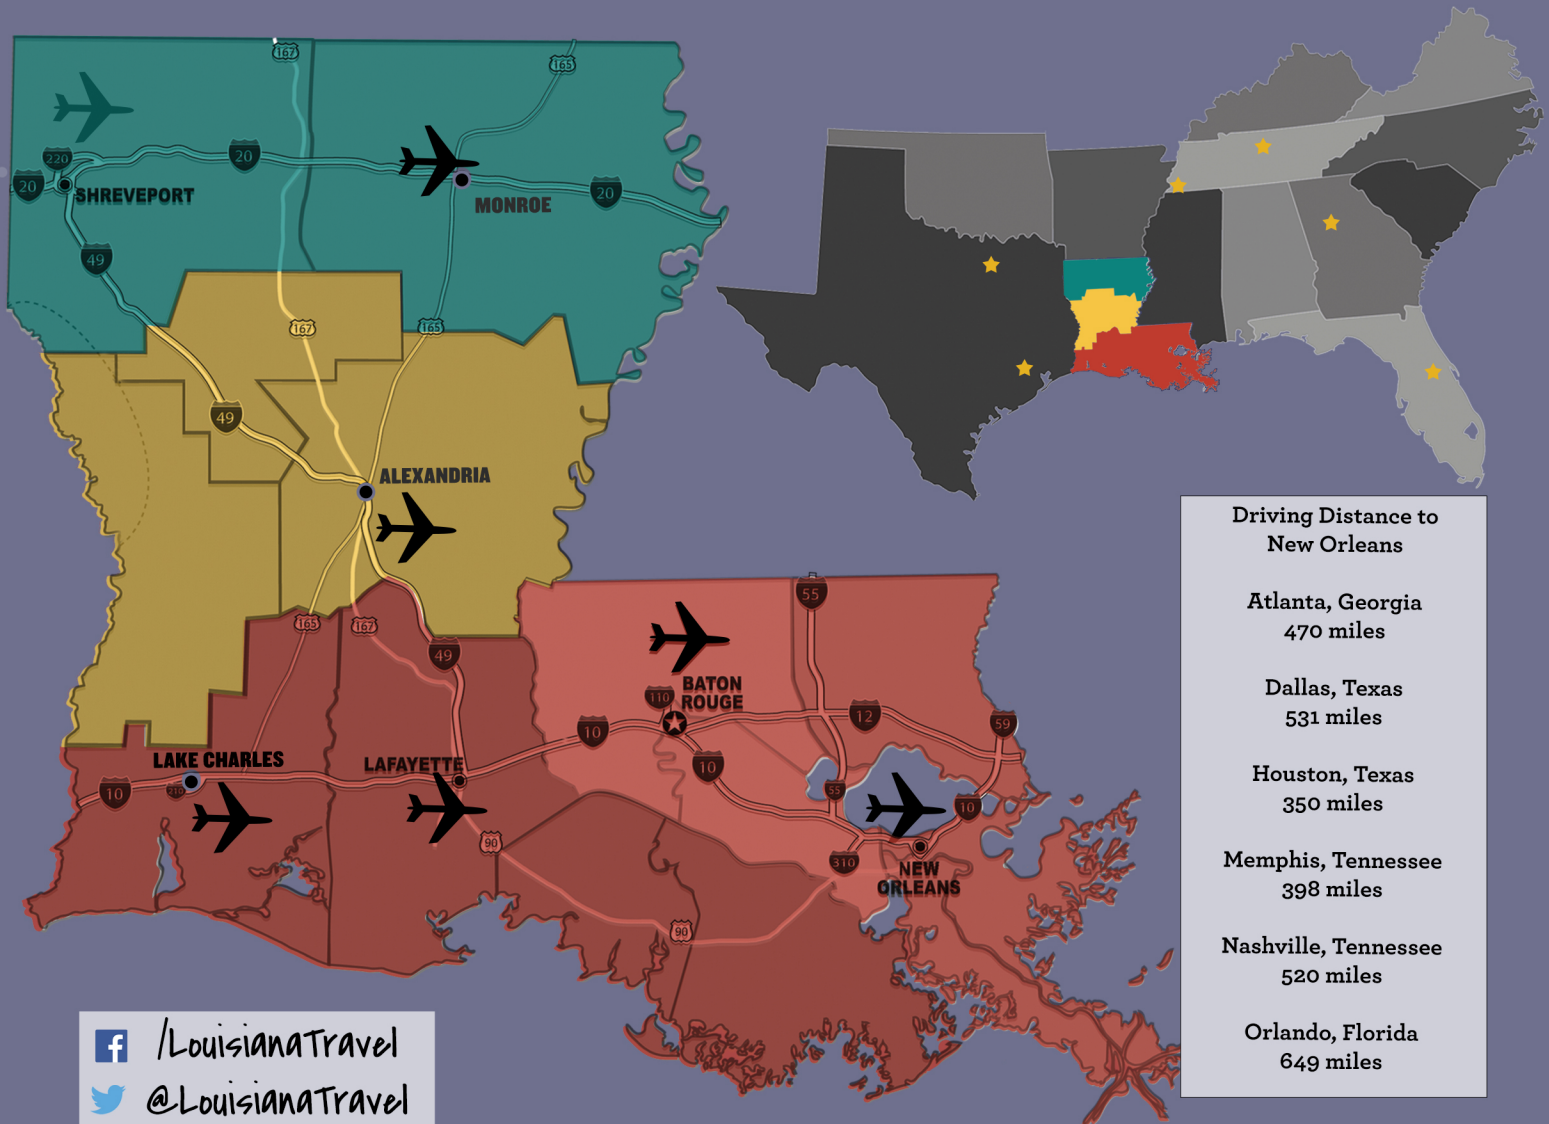 167
165
220
20
20
20
SHREVEPORT
MONROE
49
167
165
49
ALEXANDRIA
165
167
49
55
BATON
ROUGE
110
10
12
59
LAKE CHARLES
LAFAYETTE
10
210
10
55
10
90
310
NEW
ORLEANS
90
Driving Distance to
New Orleans
Atlanta, Georgia
470 miles
Dallas, Texas
531 miles
Houston, Texas
350 miles
Memphis, Tennessee
398 miles
Nashville, Tennessee
520 miles
Orlando, Florida
649 miles
f /LouisianaTravel
@LouisianaTravel